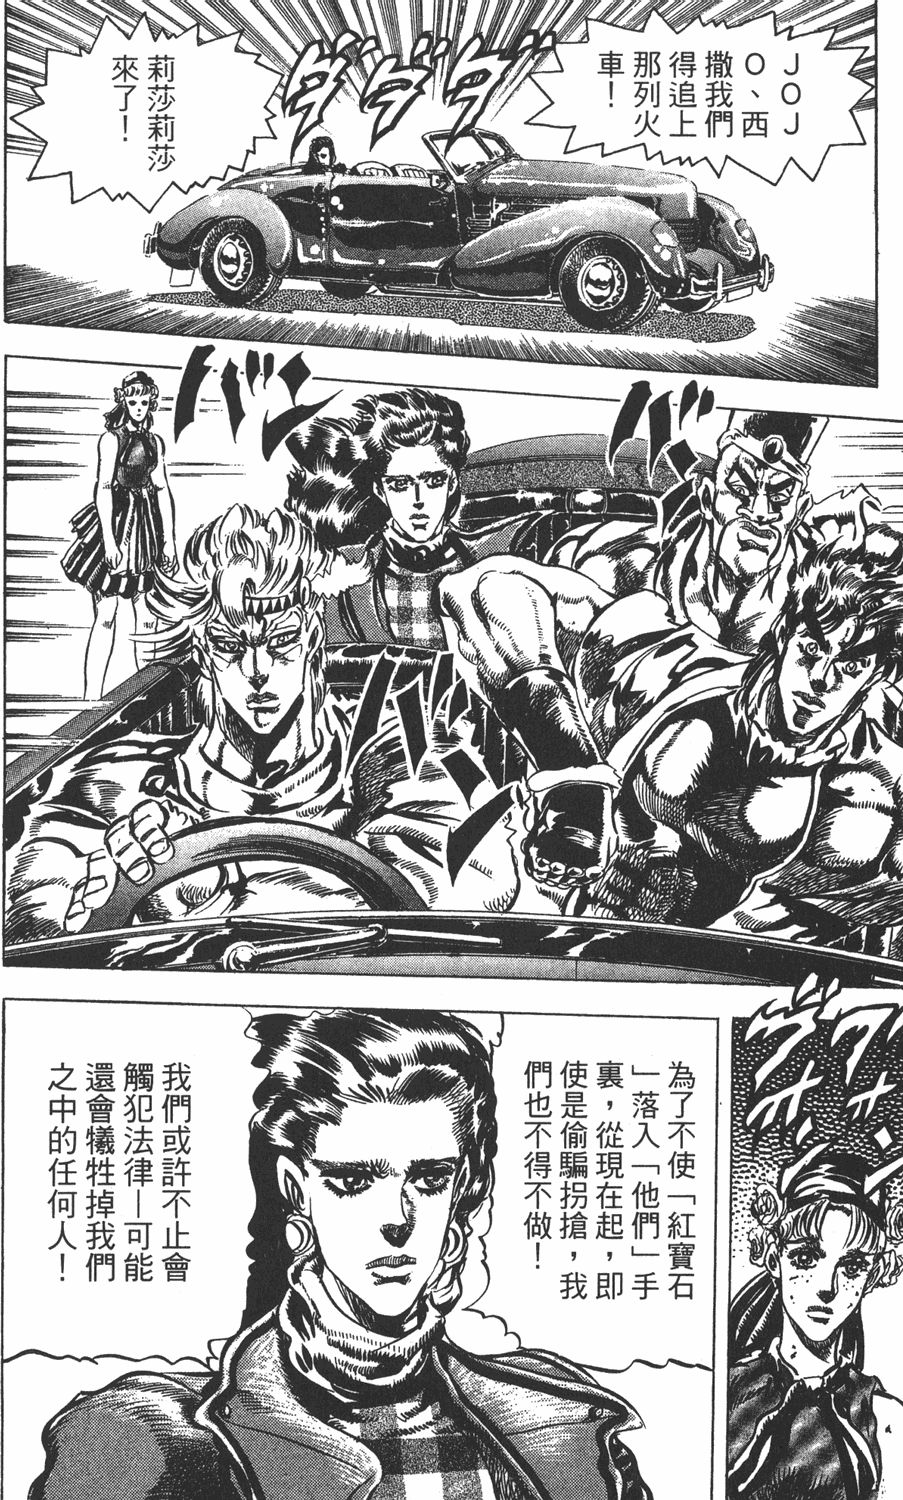 JOJ
O、西
撒我們
得追上
那列火
車！
ダダダ
莉莎莉莎
來了！
バ
バン
バン
ヴヴ
為了不使「紅寶石
」落入「他們」手
裏，從現在起，即
使是偷騙拐搶，我
們也不得不做！
我們或許不止會
觸犯法律—可能
還會犧牲掉我們
之中的任何人！